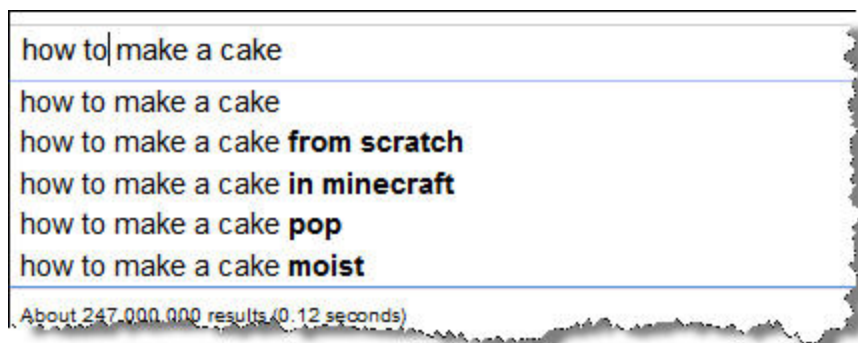 how to make a cake
how to make a cake
how to make a cake from scratch
how to make a cake in minecraft
how to make a cake pop
how to make a cake moist
About 247,000,000 results (0.12 seconds)